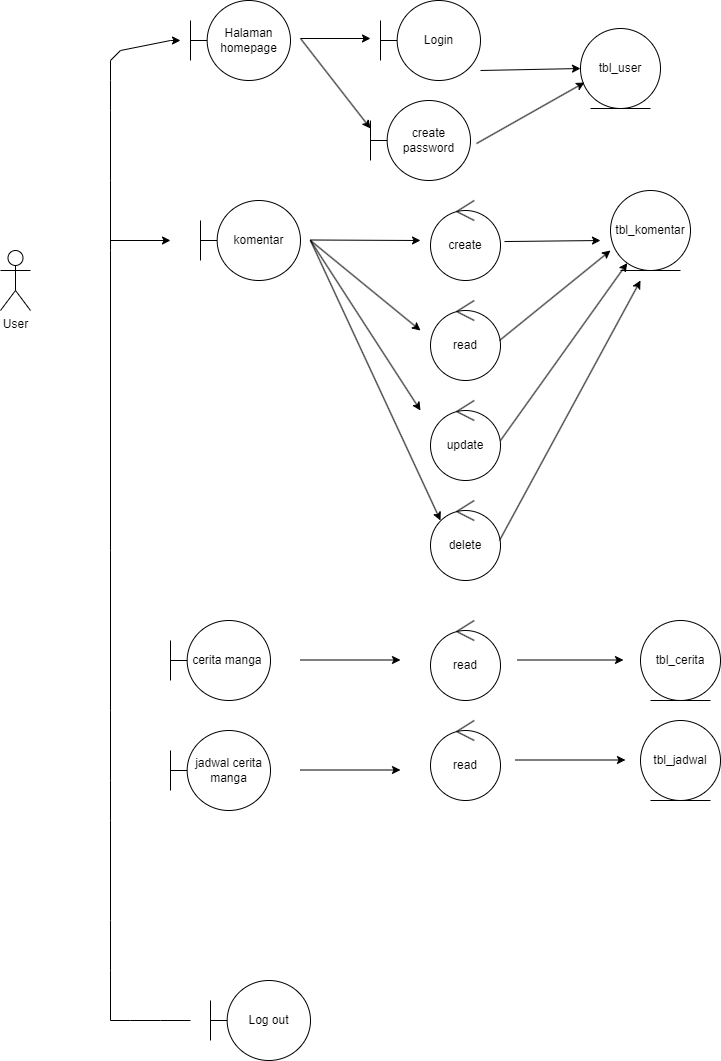 Halaman
homepage
Login
tbl_user
create
password
komentar
create
tbl_komentar
User
read
update
delete
cerita manga
read
tbl_cerita
jadwal cerita
manga
read
tbl_jadwal
Log out